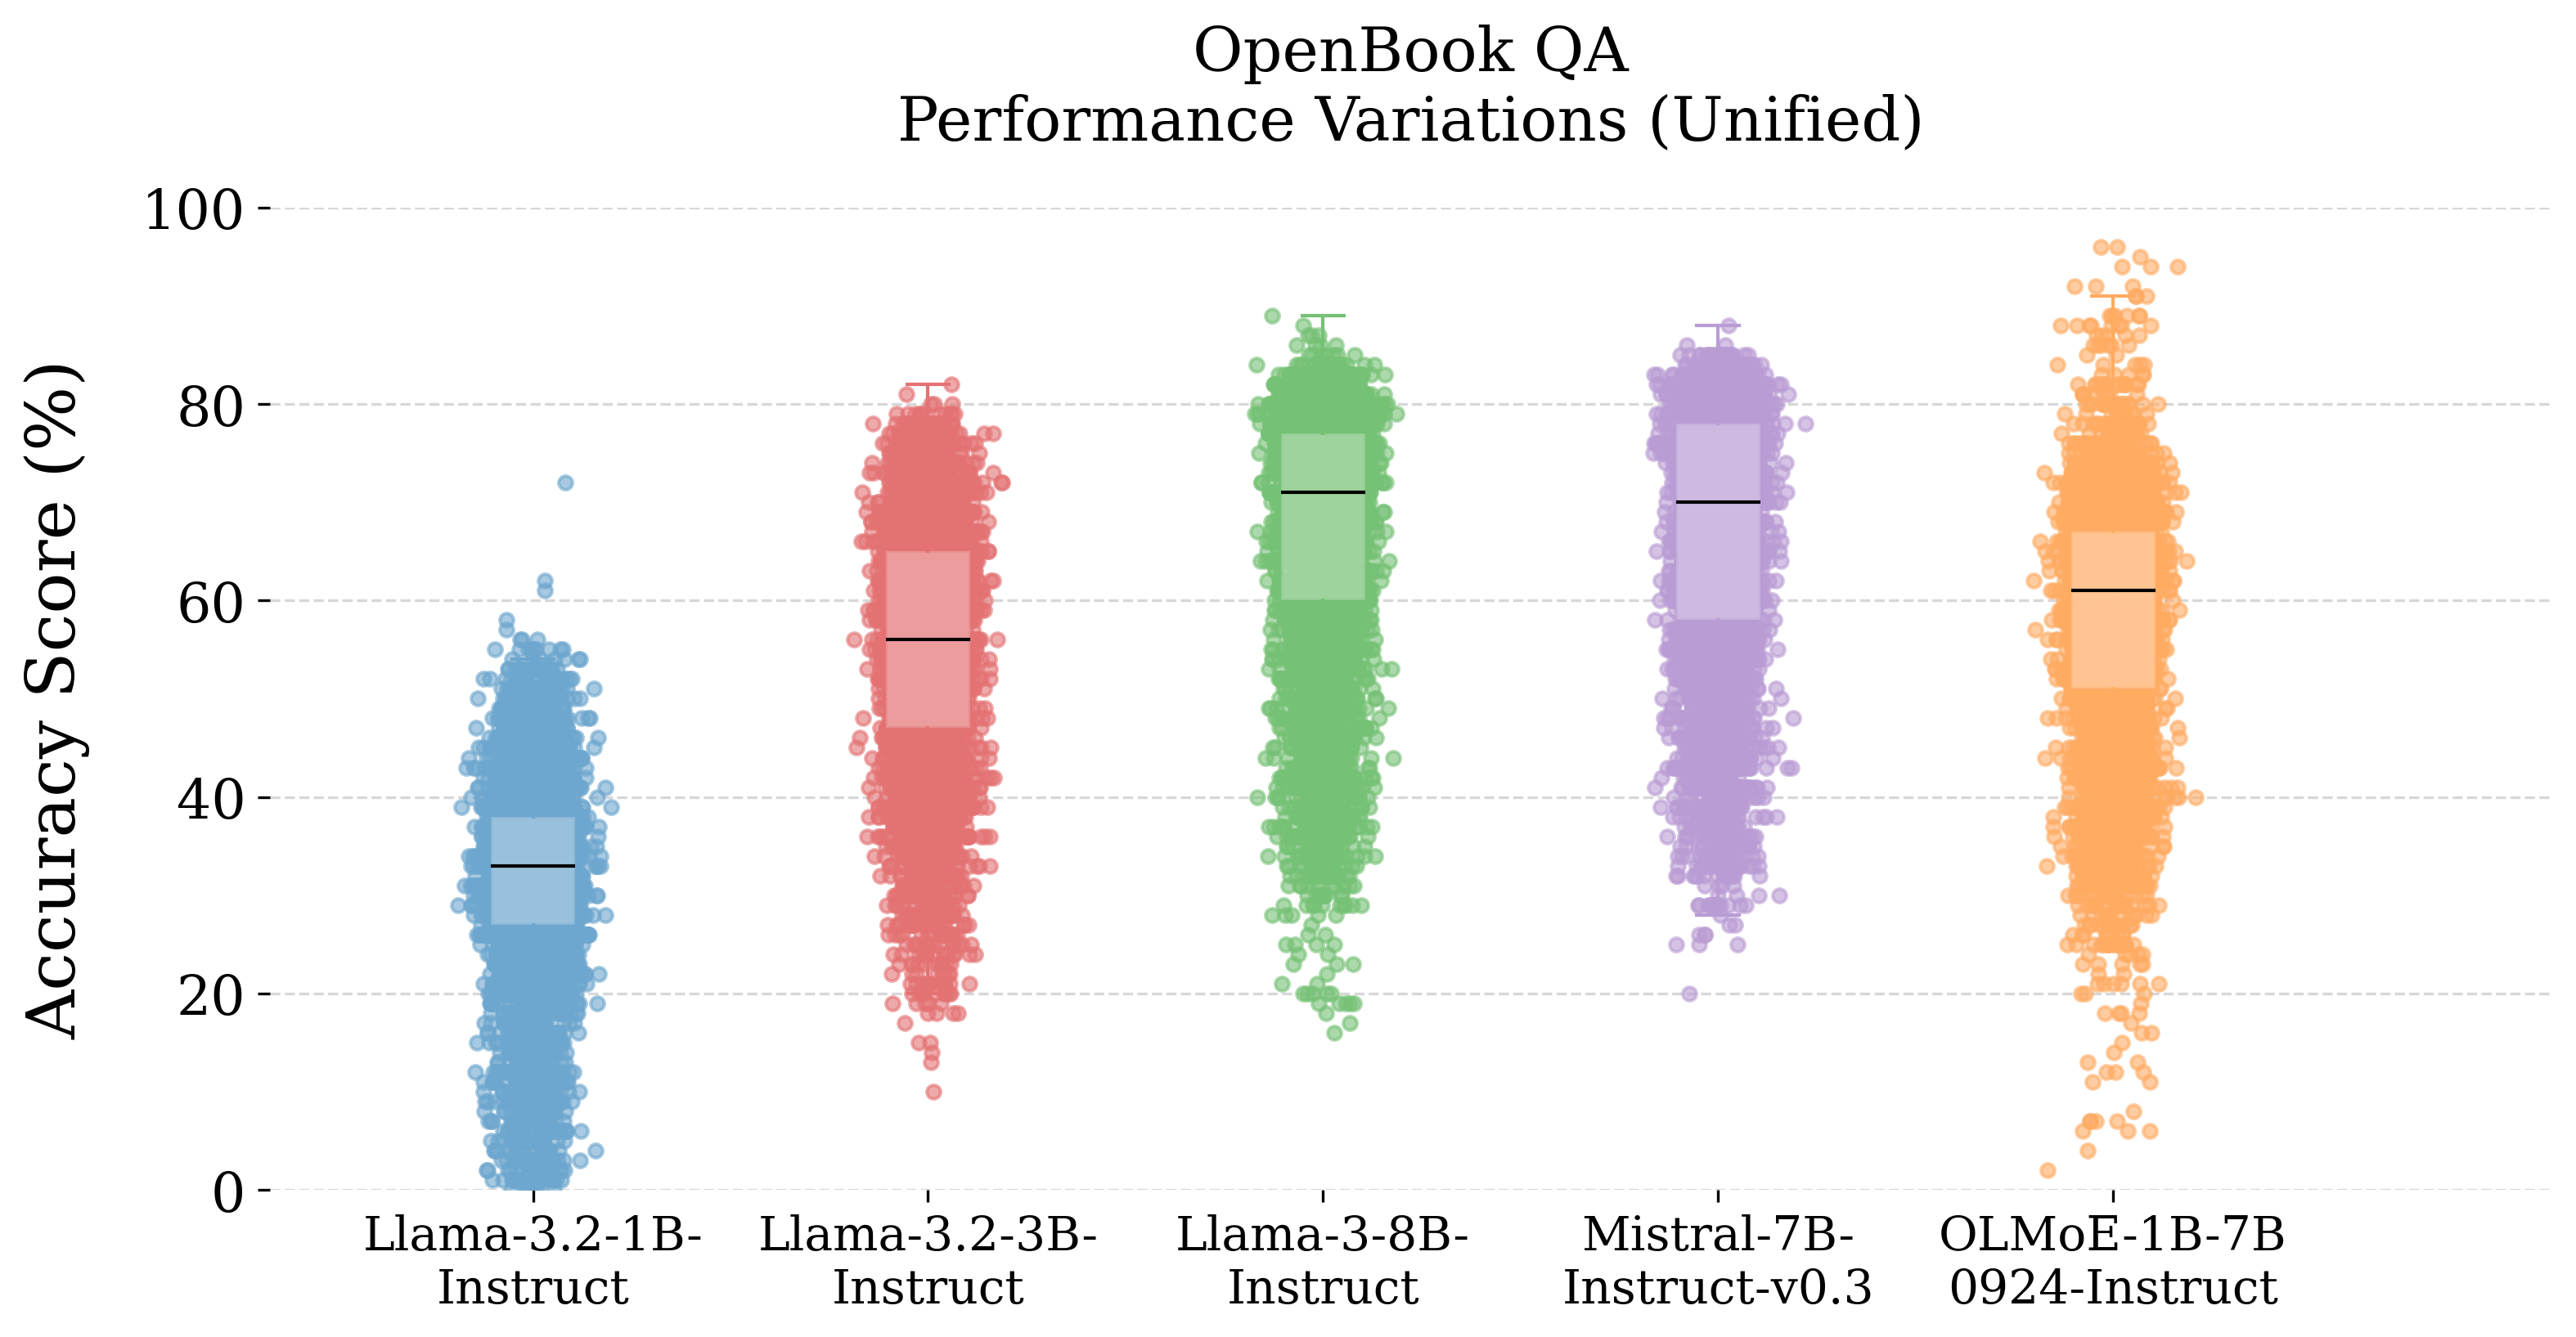 OpenBook QA
Performance Variations (Unified)
Accuracy Score (%)
100
80
60
40
20
0
Llama-3.2-1B-
Instruct
Llama-3.2-3B-
Instruct
Llama-3-8B-
Instruct
Mistral-7B-
Instruct-v0.3
OLMoE-1B-7B
0924-Instruct